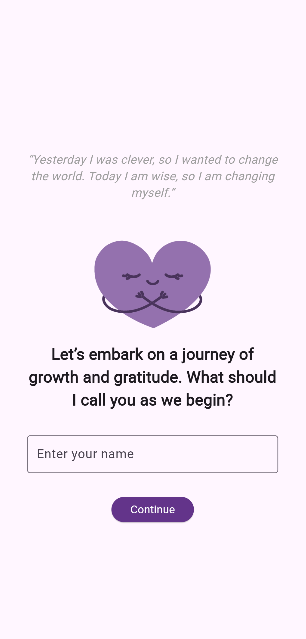 “Yesterday I was clever, so I wanted to change
the world. Today I am wise, so I am changing
myself.”
Let’s embark on a journey of
growth and gratitude. What should
I call you as we begin?
Enter your name
Continue